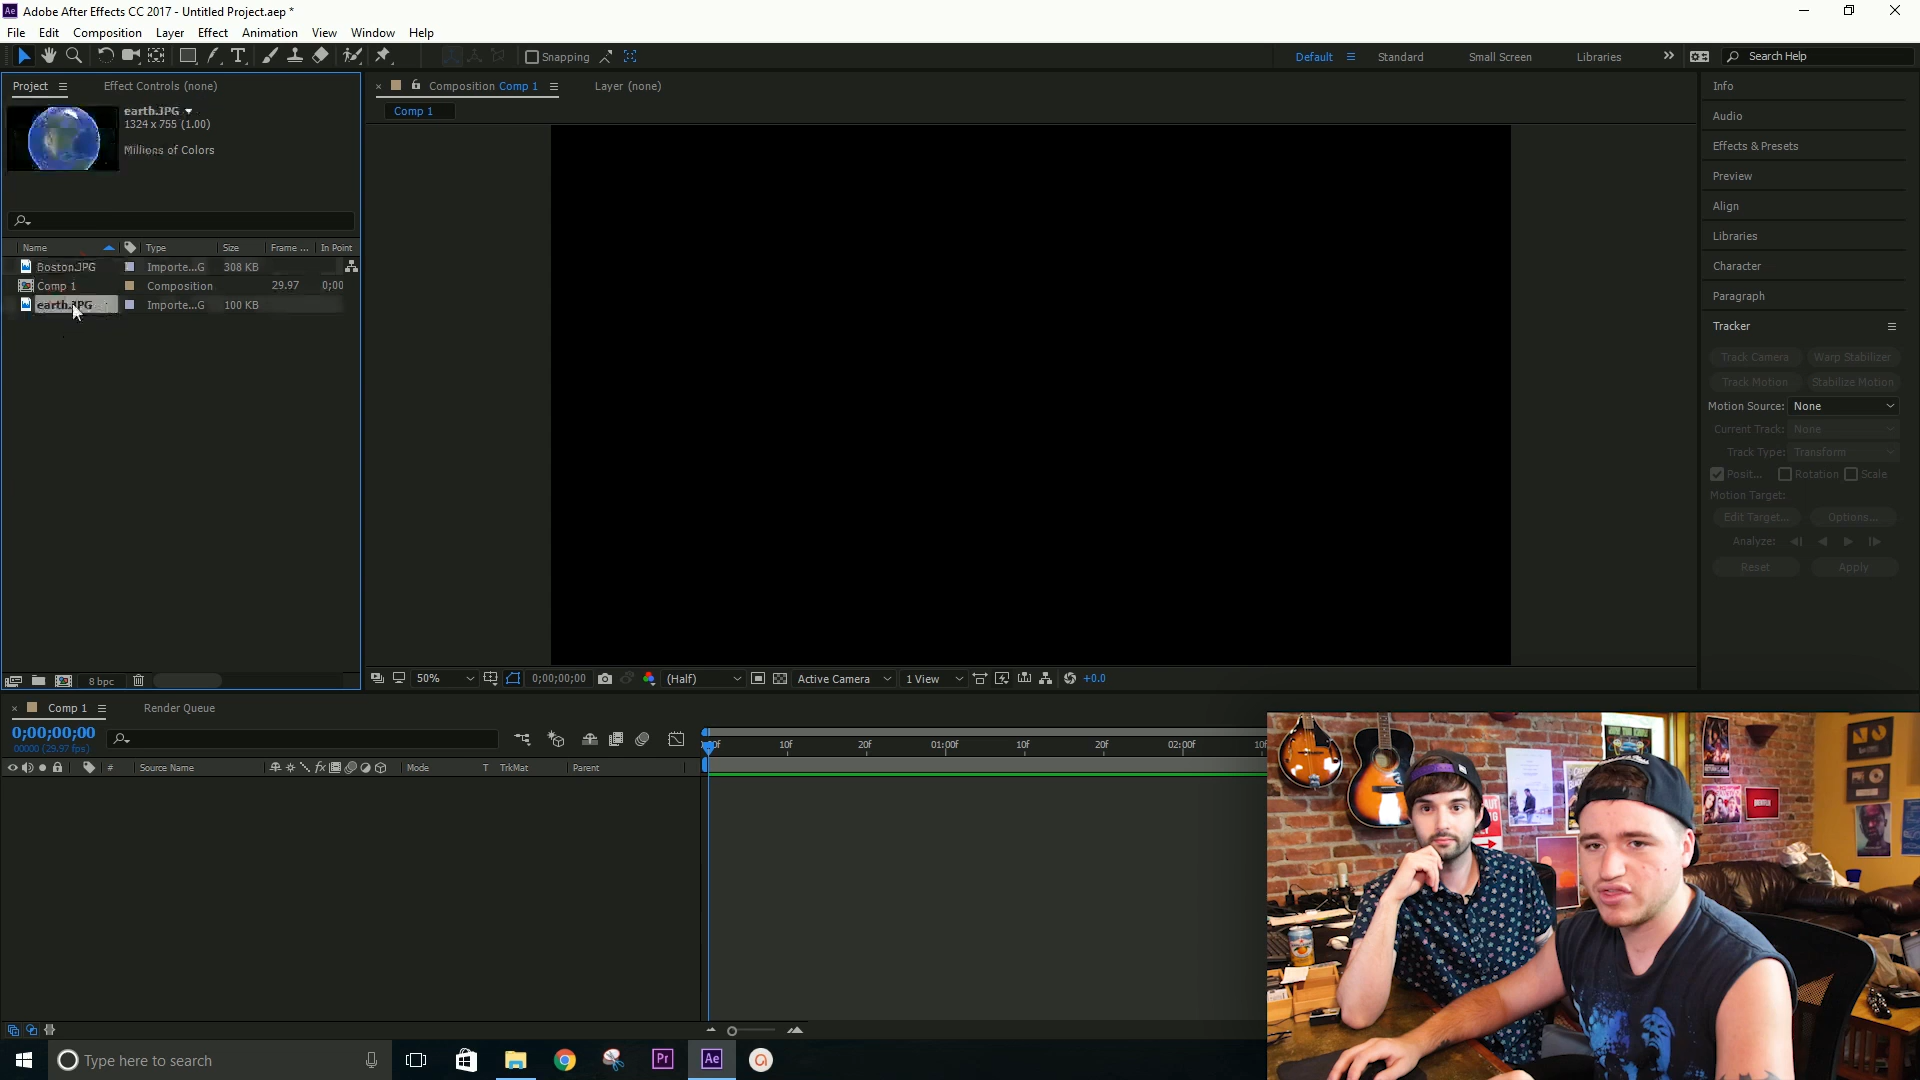 Adobe After Effects CC 2017 - Untitled Project.aep *
File Edit Composition Layer Effect Animation View Window Help
Snapping
Default Standard Small Screen Libraries
Search Help
Project Effect Controls (none)
earth.JPG
1324 x 755 (1.00)
Millions of Colors
Name Type Size Frame ... In Point
Boston.JPG Importe...G 308 KB
Comp 1 Composition 29.97 0;00
earth.JPG Importe...G 100 KB
8 bpc
Composition Comp 1 Layer (none)
Comp 1
50% 0;00;00;00 (Half) Active Camera 1 View +0.0
Info
Audio
Effects & Presets
Preview
Align
Libraries
Character
Paragraph
Tracker
Track Camera Warp Stabilizer
Track Motion Stabilize Motion
Motion Source: None
Current Track: None
Track Type: Transform
Posit... Rotation Scale
Motion Target:
Edit Target... Options...
Analyze:
Reset Apply
Comp 1 Render Queue
0;00;00;00
00000 (29.97 fps)
10f 20f 01:00f 10f 20f 02:00f
# Source Name Mode T TrkMat Parent
Type here to search
Pr Ae